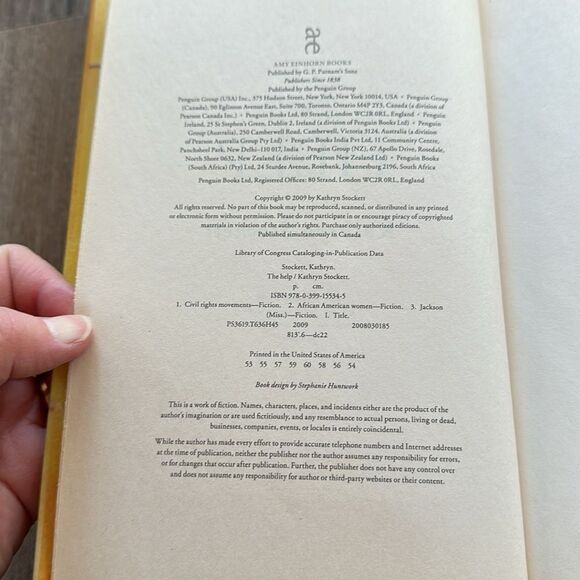 æ
AMY EINHORN BOOKS
Published by G. P. Putnam's Sons
Publishers Since 1838
Published by the Penguin Group
Penguin Group (USA) Inc., 375 Hudson Street, New York, New York 10014, USA • Penguin Group
(Canada), 90 Eglinton Avenue East, Suite 700, Toronto, Ontario M4P 2Y3, Canada (a division of
Pearson Canada Inc.) • Penguin Books Ltd, 80 Strand, London WC2R 0RL, England • Penguin
Ireland, 25 St Stephen's Green, Dublin 2, Ireland (a division of Penguin Books Ltd) • Penguin
Group (Australia), 250 Camberwell Road, Camberwell, Victoria 3124, Australia (a division
of Pearson Australia Group Pty Ltd) • Penguin Books India Pvt Ltd, 11 Community Centre,
Panchsheel Park, New Delhi–110 017, India • Penguin Group (NZ), 67 Apollo Drive, Rosedale,
North Shore 0632, New Zealand (a division of Pearson New Zealand Ltd) • Penguin Books
(South Africa) (Pty) Ltd, 24 Sturdee Avenue, Rosebank, Johannesburg 2196, South Africa
Penguin Books Ltd, Registered Offices: 80 Strand, London WC2R 0RL, England
Copyright © 2009 by Kathryn Stockett
All rights reserved. No part of this book may be reproduced, scanned, or distributed in any printed
or electronic form without permission. Please do not participate in or encourage piracy of copyrighted
materials in violation of the author's rights. Purchase only authorized editions.
Published simultaneously in Canada
Library of Congress Cataloging-in-Publication Data
Stockett, Kathryn.
The help / Kathryn Stockett.
p. cm.
ISBN 978-0-399-15534-5
1. Civil rights movements—Fiction. 2. African American women—Fiction. 3. Jackson
(Miss.)—Fiction. I. Title.
PS3619.T636H45 2009 2008030185
813'.6—dc22
Printed in the United States of America
53 55 57 59 60 58 56 54
Book design by Stephanie Huntwork
This is a work of fiction. Names, characters, places, and incidents either are the product of the
author's imagination or are used fictitiously, and any resemblance to actual persons, living or dead,
businesses, companies, events, or locales is entirely coincidental.
While the author has made every effort to provide accurate telephone numbers and Internet addresses
at the time of publication, neither the publisher nor the author assumes any responsibility for errors,
or for changes that occur after publication. Further, the publisher does not have any control over
and does not assume any responsibility for author or third-party websites or their content.